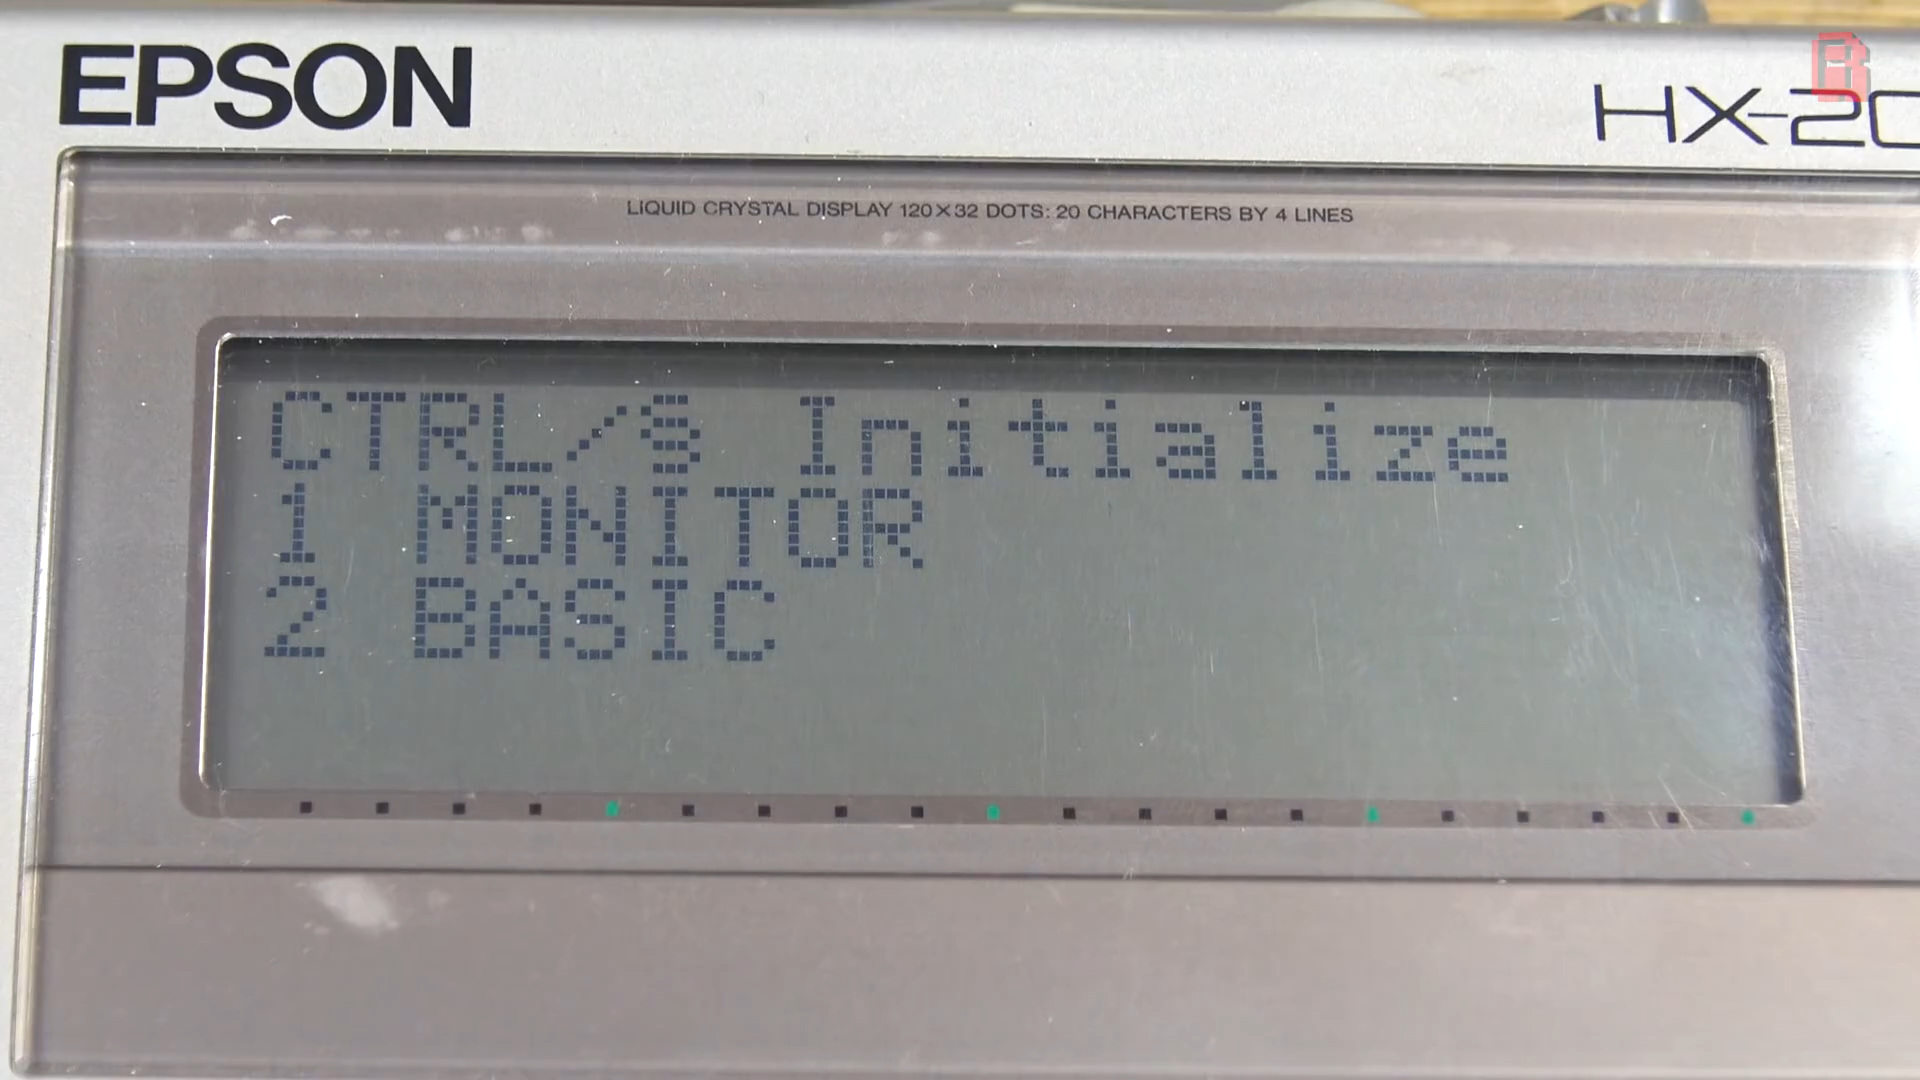 EPSON
HX-20
LIQUID CRYSTAL DISPLAY 120×32 DOTS: 20 CHARACTERS BY 4 LINES
CTRL/§ Initialize
1 MONITOR
2 BASIC